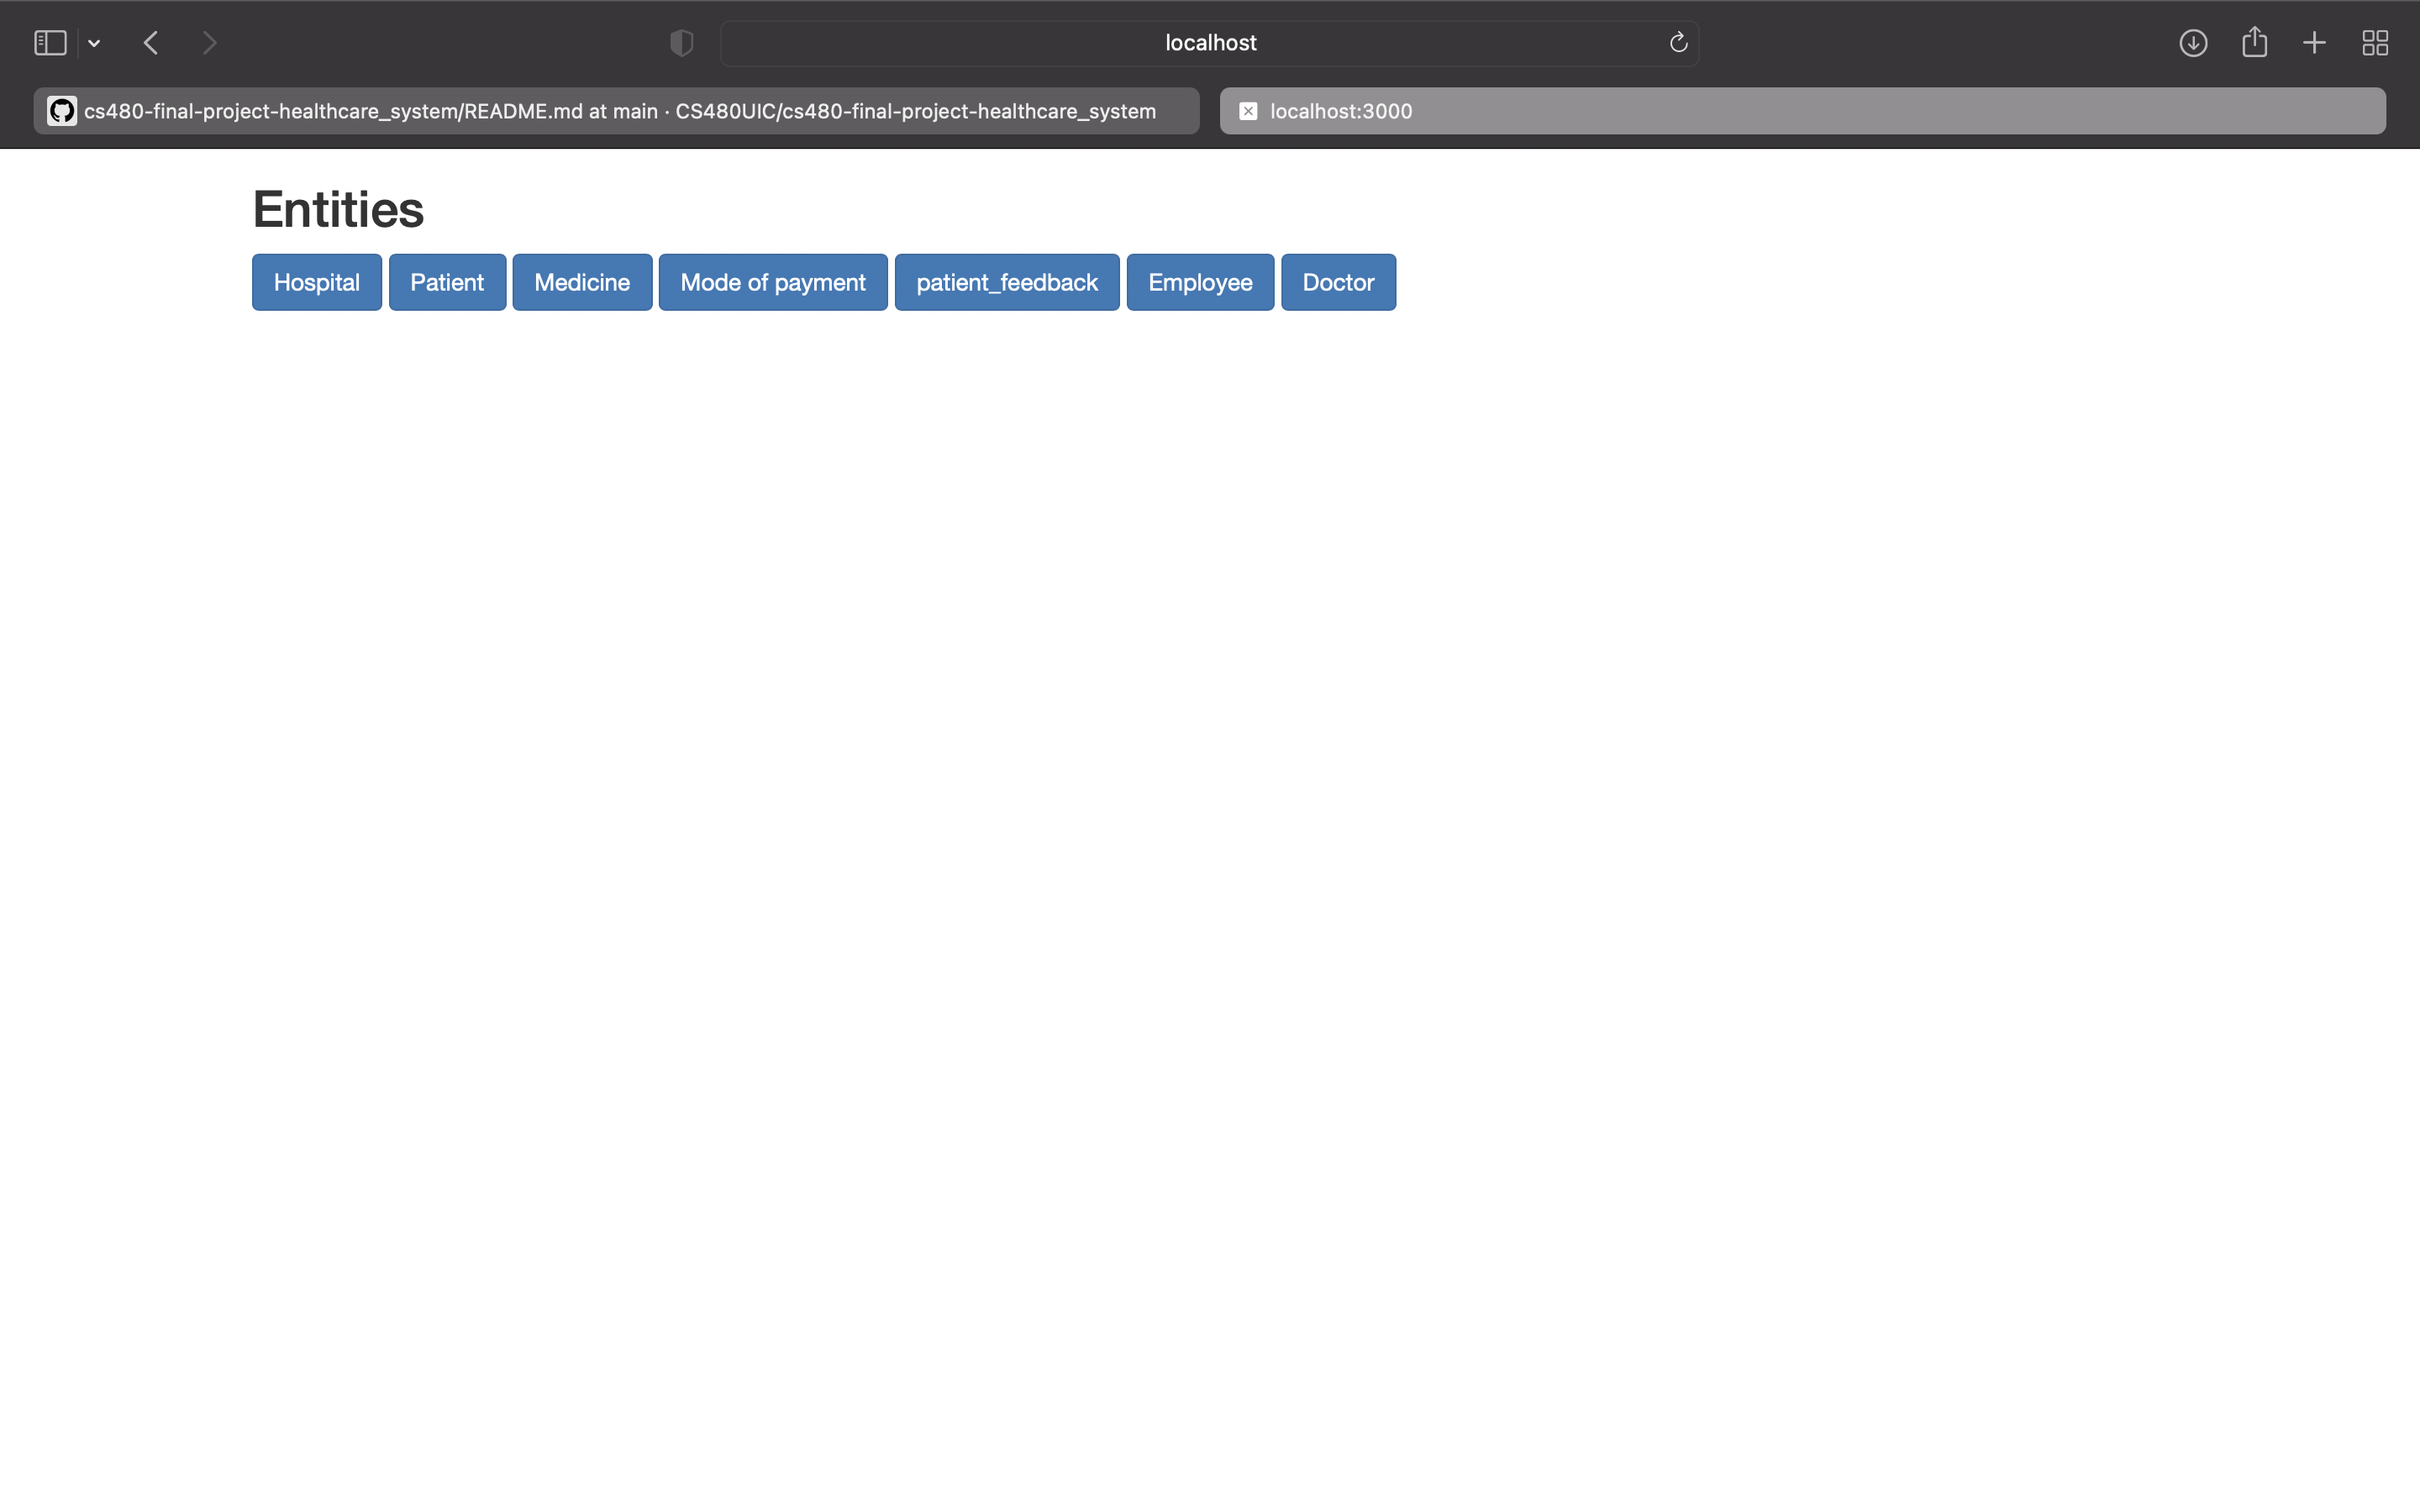 localhost
cs480-final-project-healthcare_system/README.md at main · CS480UIC/cs480-final-project-healthcare_system
localhost:3000
Entities
Hospital Patient Medicine Mode of payment patient_feedback Employee Doctor